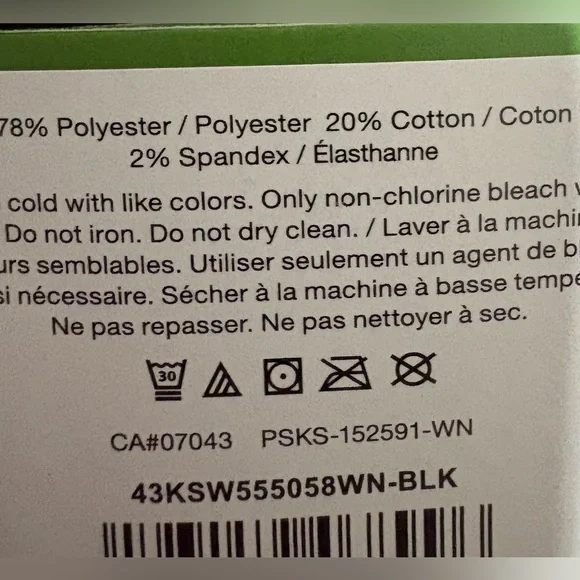 78% Polyester / Polyester 20% Cotton / Coton
2% Spandex / Élasthanne
cold with like colors. Only non-chlorine bleach
Do not iron. Do not dry clean. / Laver à la machin
urs semblables. Utiliser seulement un agent de b
si nécessaire. Sécher à la machine à basse tempé
Ne pas repasser. Ne pas nettoyer à sec.
30
CA#07043 PSKS-152591-WN
43KSW555058WN-BLK